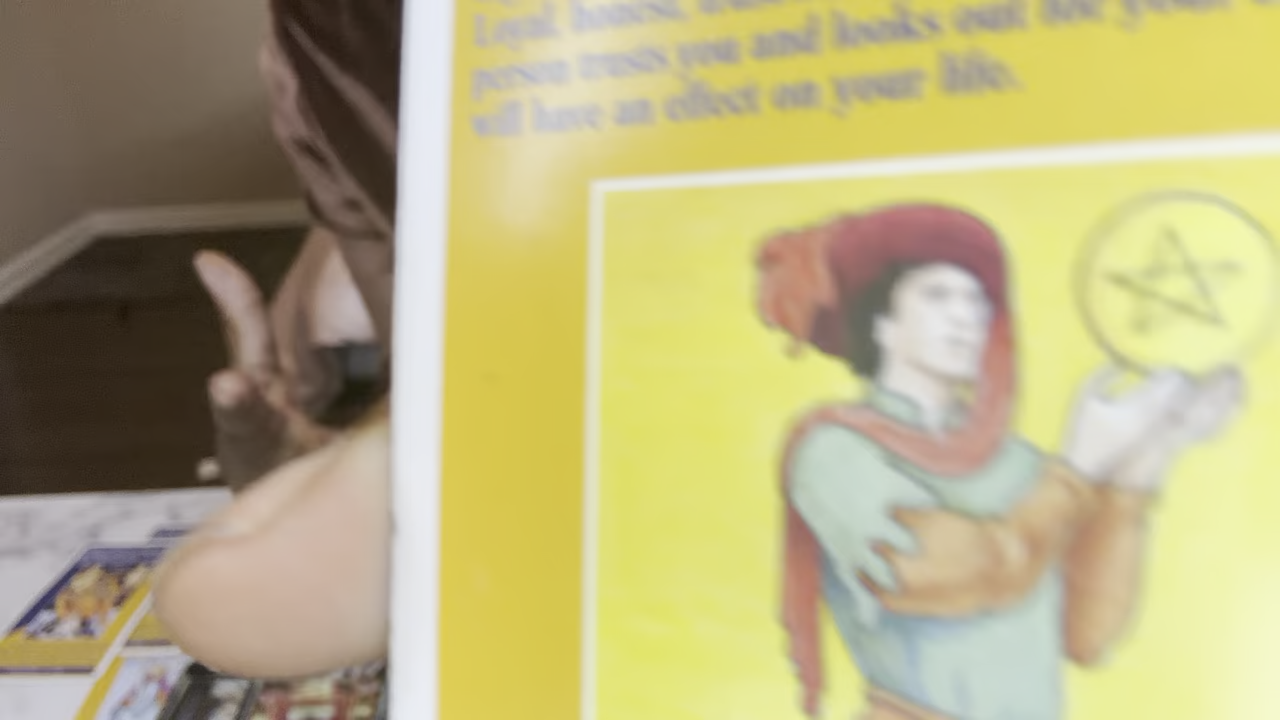 Loyal, honest,
person trusts you and looks out for your
will have an effect on your life.